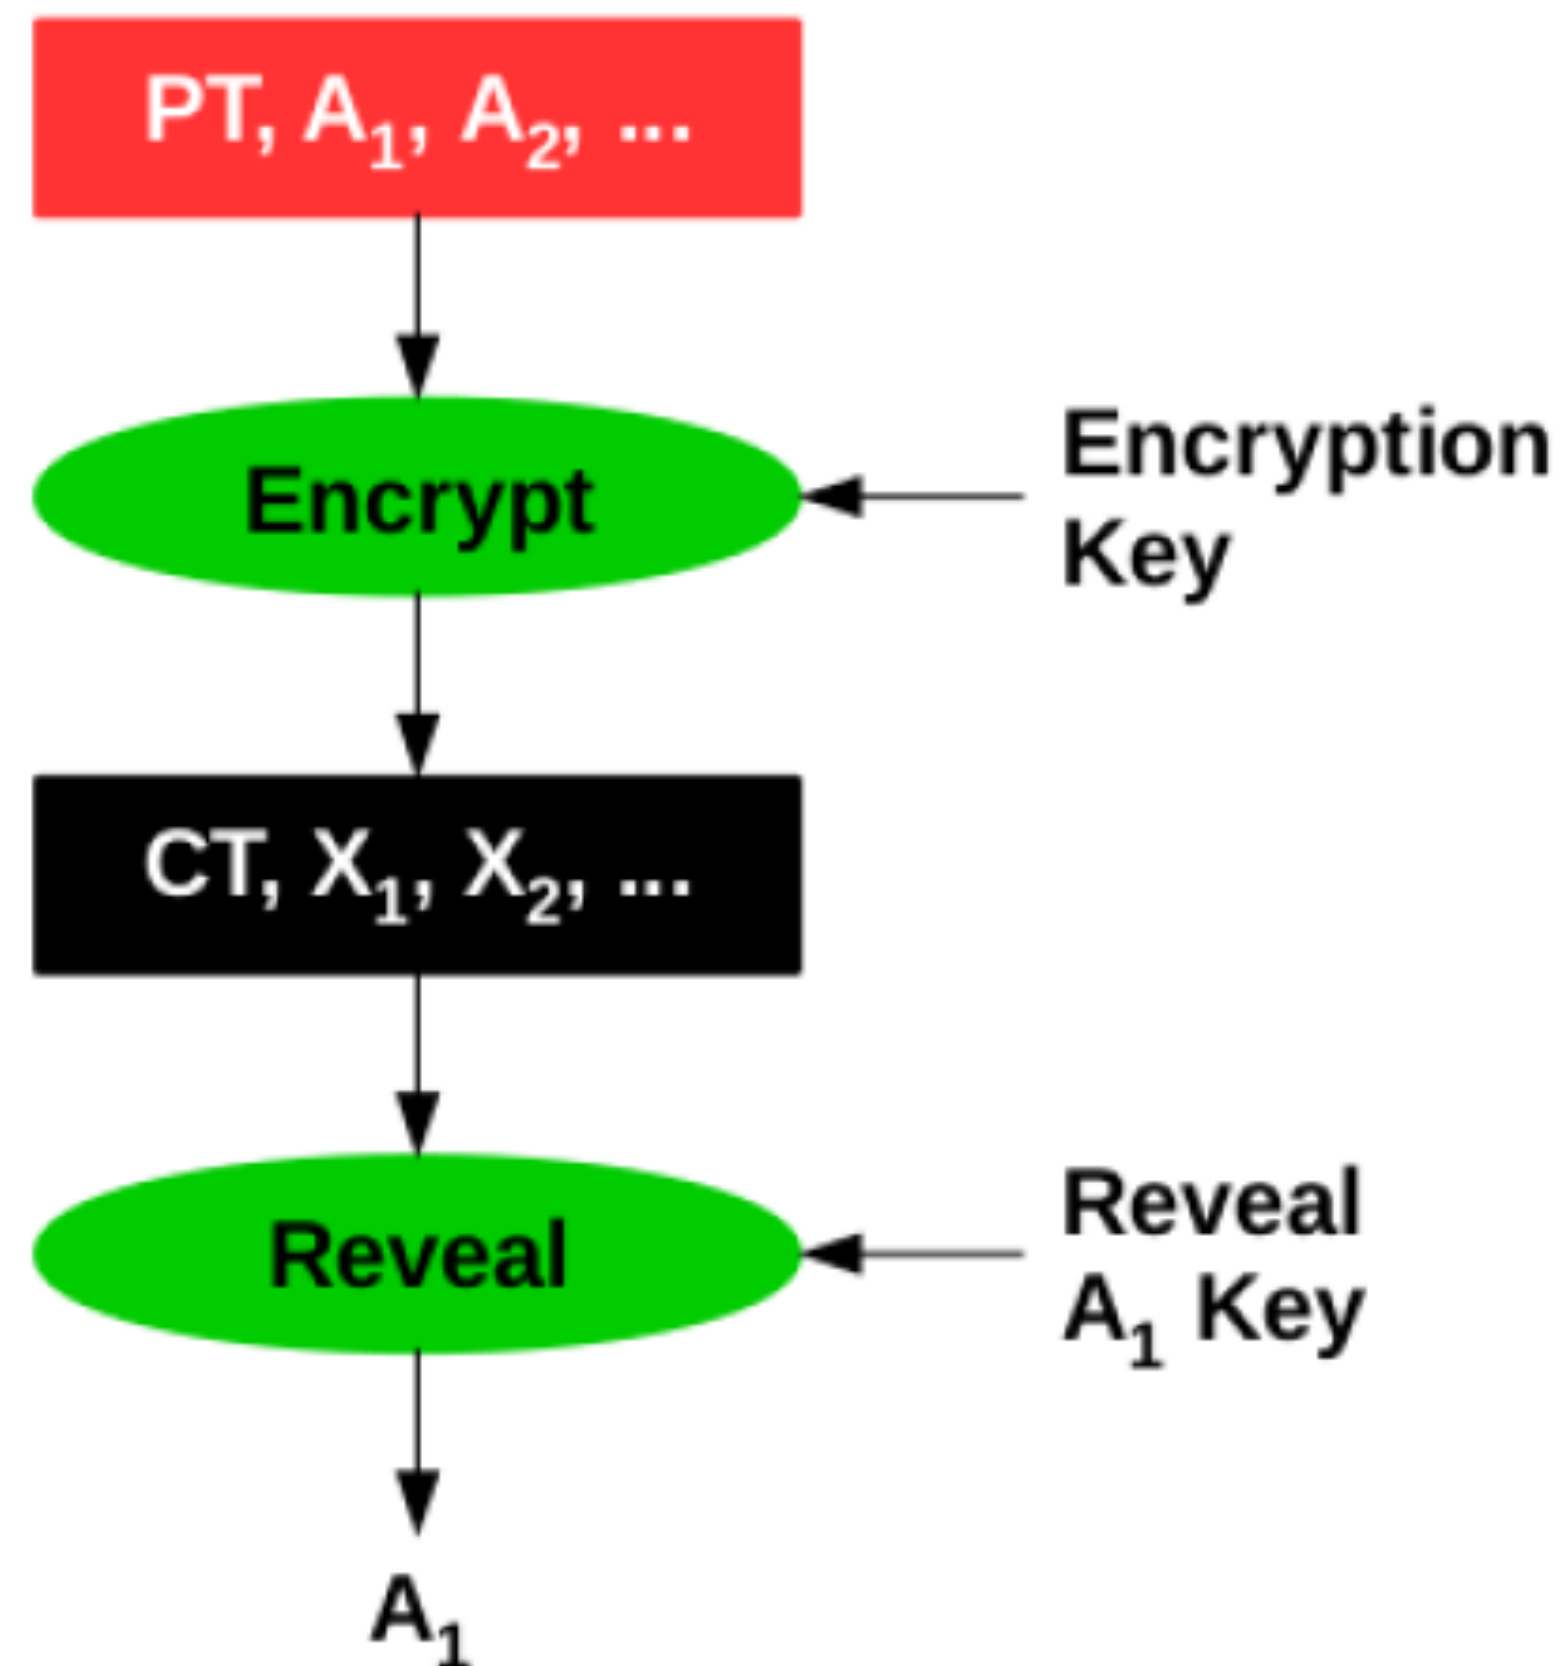 PT, A₁, A₂, ...
Encrypt
Encryption
Key
CT, X₁, X₂, ...
Reveal
Reveal
A₁ Key
A₁